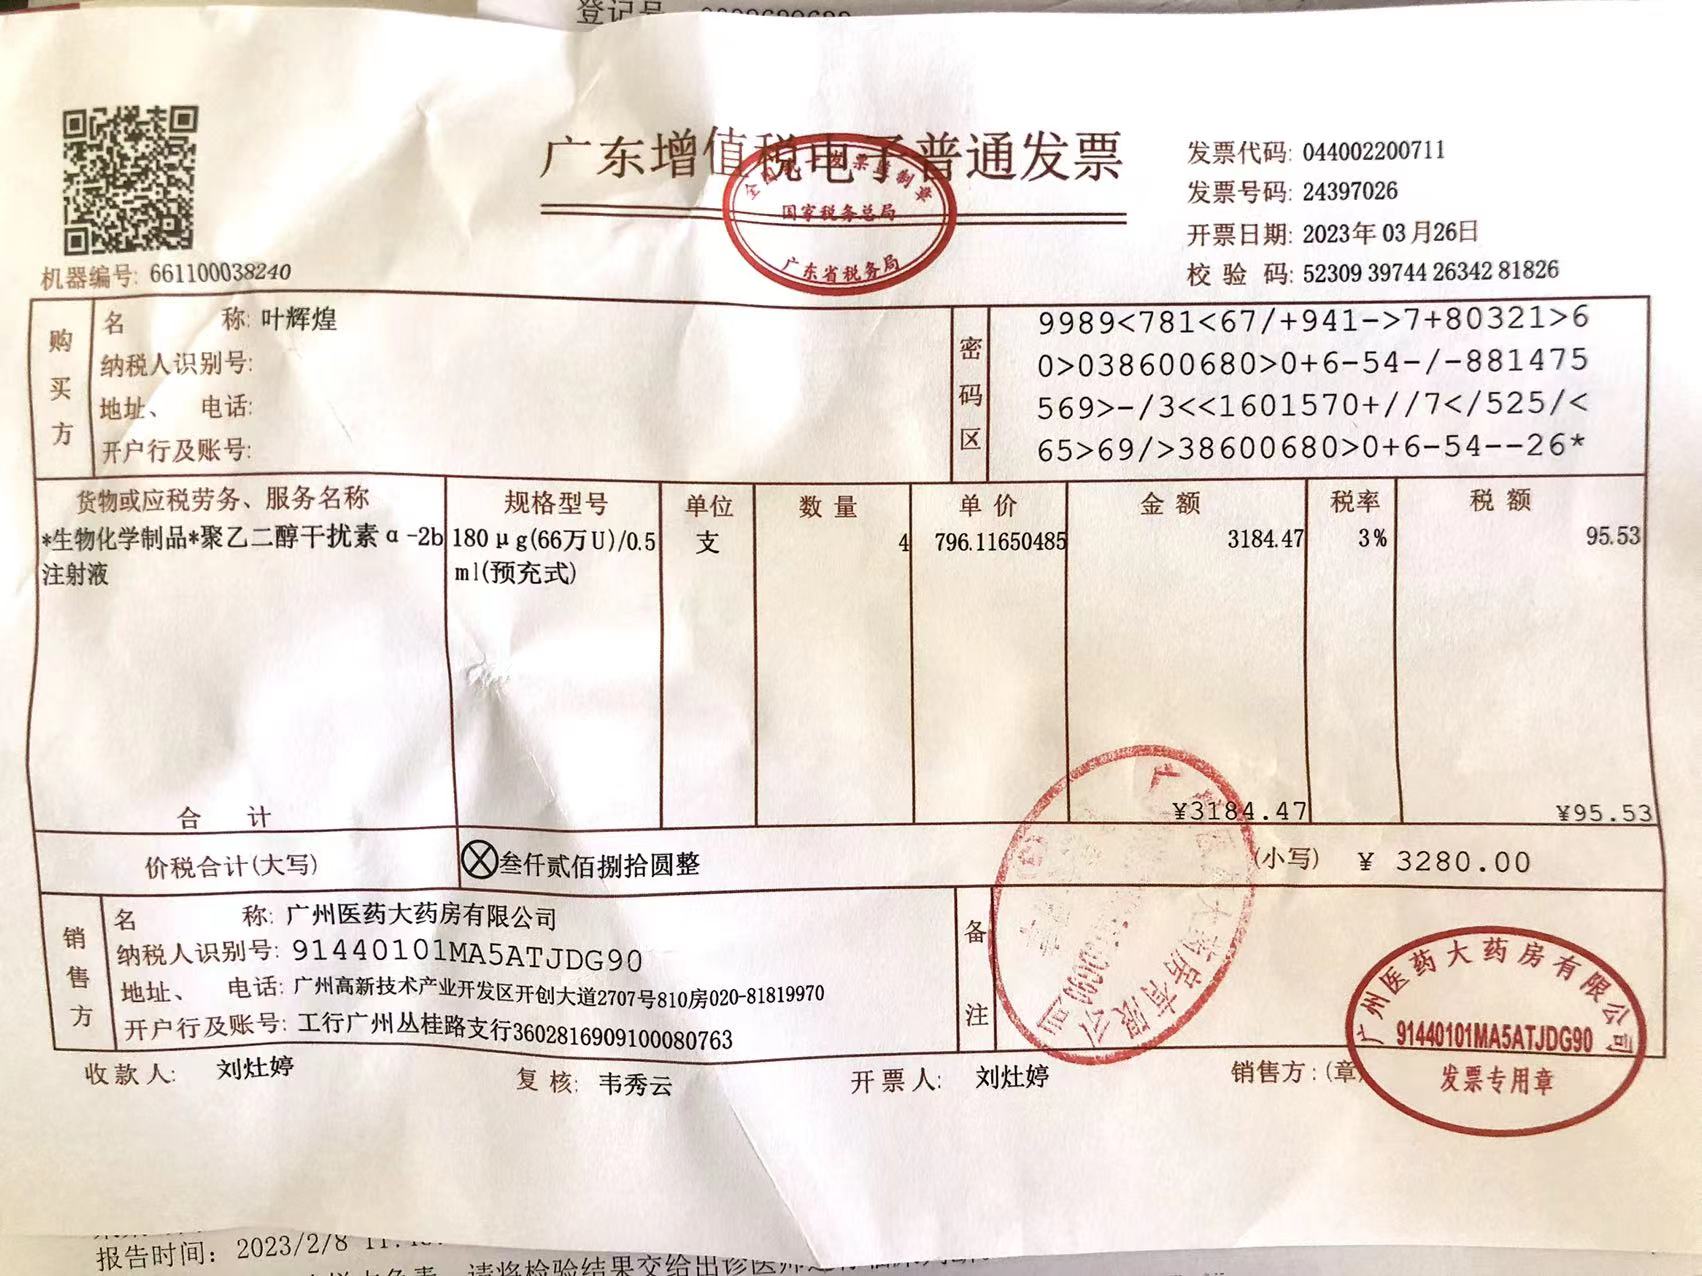 登记号
广东增值税电子普通发票
全国统一发票监制章
国家税务总局
广东省税务局
发票代码: 044002200711
发票号码: 24397026
开票日期: 2023年03月26日
校验码: 52309 39744 26342 81826
机器编号: 661100038240
购买方
名称: 叶辉煌
纳税人识别号:
地址、电话:
开户行及账号:
密码区
9989<781<67/+941->7+80321>6
0>038600680>0+6-54-/-881475
569>-/3<<1601570+//7</525/<
65>69/>38600680>0+6-54--26*
货物或应税劳务、服务名称 规格型号 单位 数量 单价 金额 税率 税额
*生物化学制品*聚乙二醇干扰素α-2b 180μg(66万U)/0.5 支 4 796.11650485 3184.47 3% 95.53
注射液 ml(预充式)
合计 ¥3184.47 ¥95.53
价税合计(大写) ⊗叁仟贰佰捌拾圆整 (小写) ¥ 3280.00
销售方
名称: 广州医药大药房有限公司
纳税人识别号: 91440101MA5ATJDG90
地址、电话: 广州高新技术产业开发区开创大道2707号810房020-81819970
开户行及账号: 工行广州丛桂路支行3602816909100080763
备注
收款人: 刘灶婷 复核: 韦秀云 开票人: 刘灶婷 销售方: (章)
广州医药大药房有限公司
91440101MA5ATJDG90
发票专用章
报告时间: 2023/2/8
请将检验结果交给出诊医师